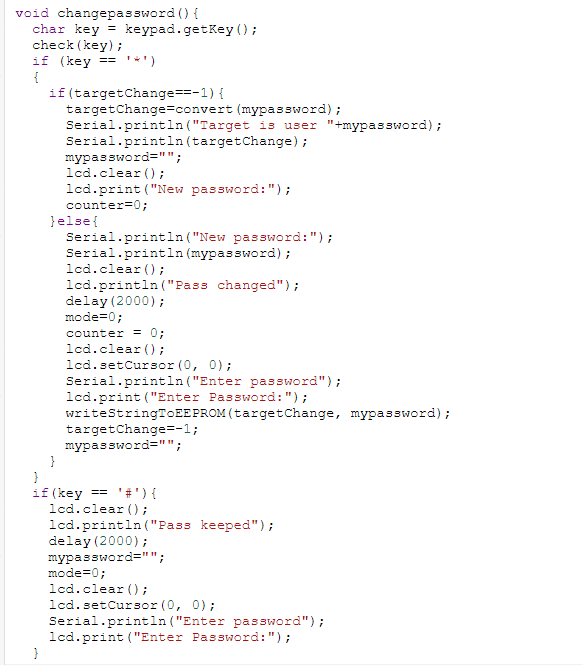 void changepassword(){
  char key = keypad.getKey();
  check(key);
  if (key == '*')
  {
    if(targetChange==-1){
      targetChange=convert(mypassword);
      Serial.println("Target is user "+mypassword);
      Serial.println(targetChange);
      mypassword="";
      lcd.clear();
      lcd.print("New password:");
      counter=0;
    }else{
      Serial.println("New password:");
      Serial.println(mypassword);
      lcd.clear();
      lcd.println("Pass changed");
      delay(2000);
      mode=0;
      counter = 0;
      lcd.clear();
      lcd.setCursor(0, 0);
      Serial.println("Enter password");
      lcd.print("Enter Password:");
      writeStringToEEPROM(targetChange, mypassword);
      targetChange=-1;
      mypassword="";
    }
  }
  if(key == '#'){
    lcd.clear();
    lcd.println("Pass keeped");
    delay(2000);
    mypassword="";
    mode=0;
    lcd.clear();
    lcd.setCursor(0, 0);
    Serial.println("Enter password");
    lcd.print("Enter Password:");
  }